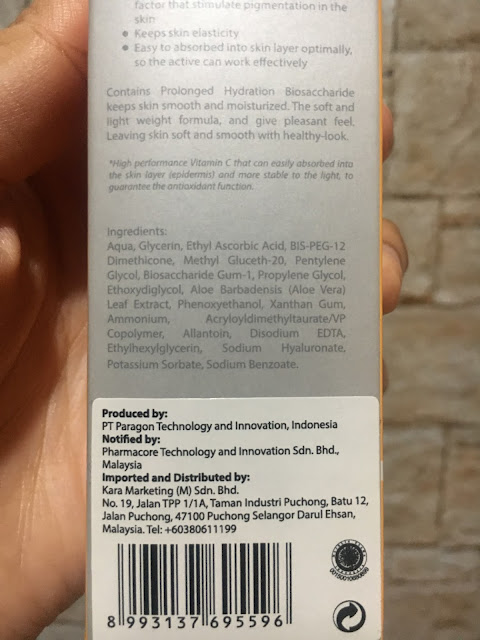 factor that stimulate pigmentation in the
skin
• Keeps skin elasticity
• Easy to absorbed into skin layer optimally,
so the active can work effectively
Contains Prolonged Hydration Biosaccharide
keeps skin smooth and moisturized. The soft and
light weight formula, and give pleasant feel.
Leaving skin soft and smooth with healthy-look.
*High performance Vitamin C that can easily absorbed into
the skin layer (epidermis) and more stable to the light, to
guarantee the antioxidant function.
Ingredients:
Aqua, Glycerin, Ethyl Ascorbic Acid, BIS-PEG-12
Dimethicone, Methyl Gluceth-20, Pentylene
Glycol, Biosaccharide Gum-1, Propylene Glycol,
Ethoxydiglycol, Aloe Barbadensis (Aloe Vera)
Leaf Extract, Phenoxyethanol, Xanthan Gum,
Ammonium, Acryloyldimethyltaurate/VP
Copolymer, Allantoin, Disodium EDTA,
Ethylhexylglycerin, Sodium Hyaluronate,
Potassium Sorbate, Sodium Benzoate.
Produced by:
PT Paragon Technology and Innovation, Indonesia
Notified by:
Pharmacore Technology and Innovation Sdn. Bhd.,
Malaysia
Imported and Distributed by:
Kara Marketing (M) Sdn. Bhd.
No. 19, Jalan TPP 1/1A, Taman Industri Puchong, Batu 12,
Jalan Puchong, 47100 Puchong Selangor Darul Ehsan,
Malaysia. Tel: +60380611199
8 993137 695596